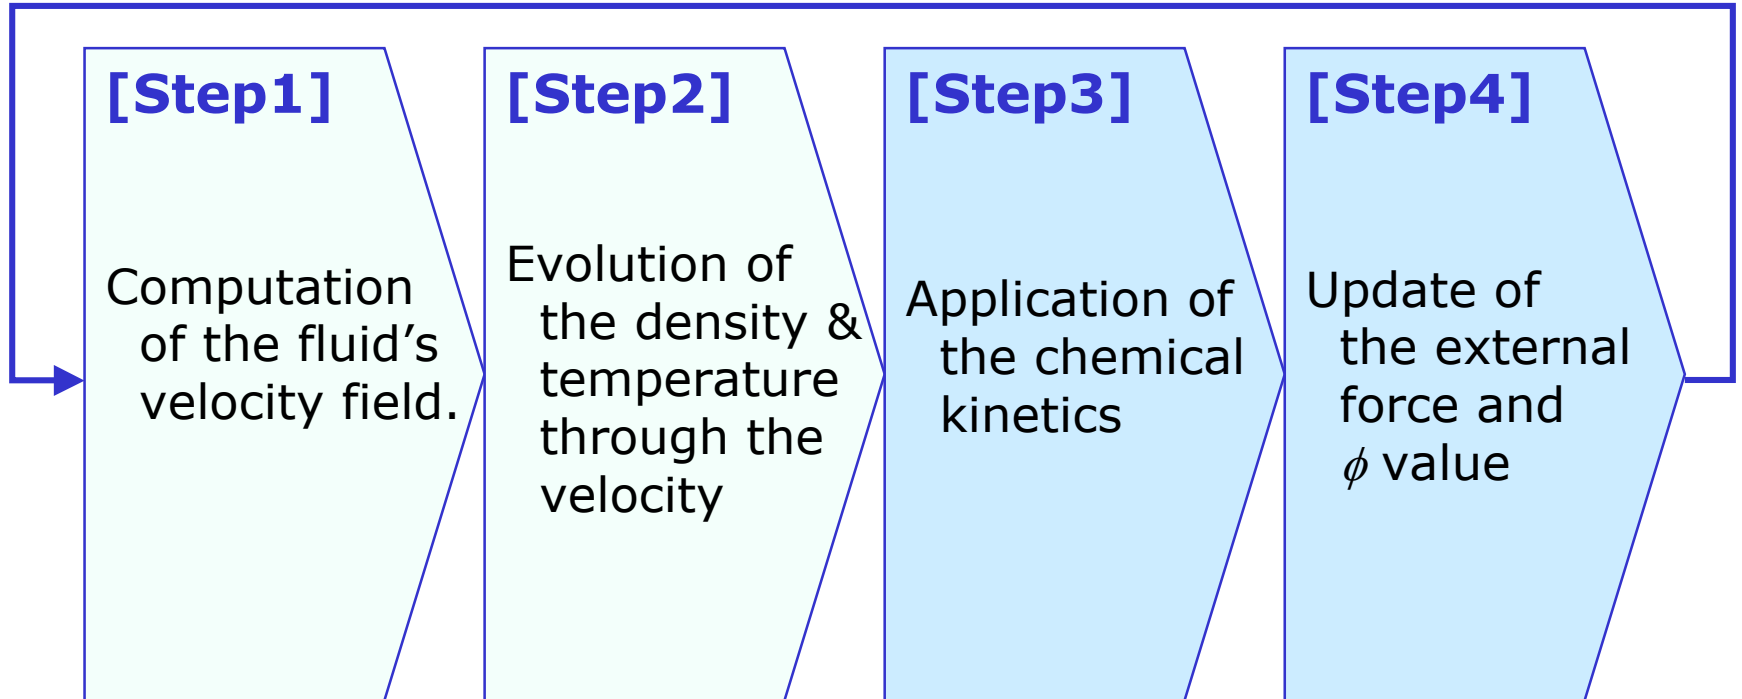 [Step1]
Computation
of the fluid’s
velocity field.
[Step2]
Evolution of
the density &
temperature
through the
velocity
[Step3]
Application of
the chemical
kinetics
[Step4]
Update of
the external
force and
ϕ value